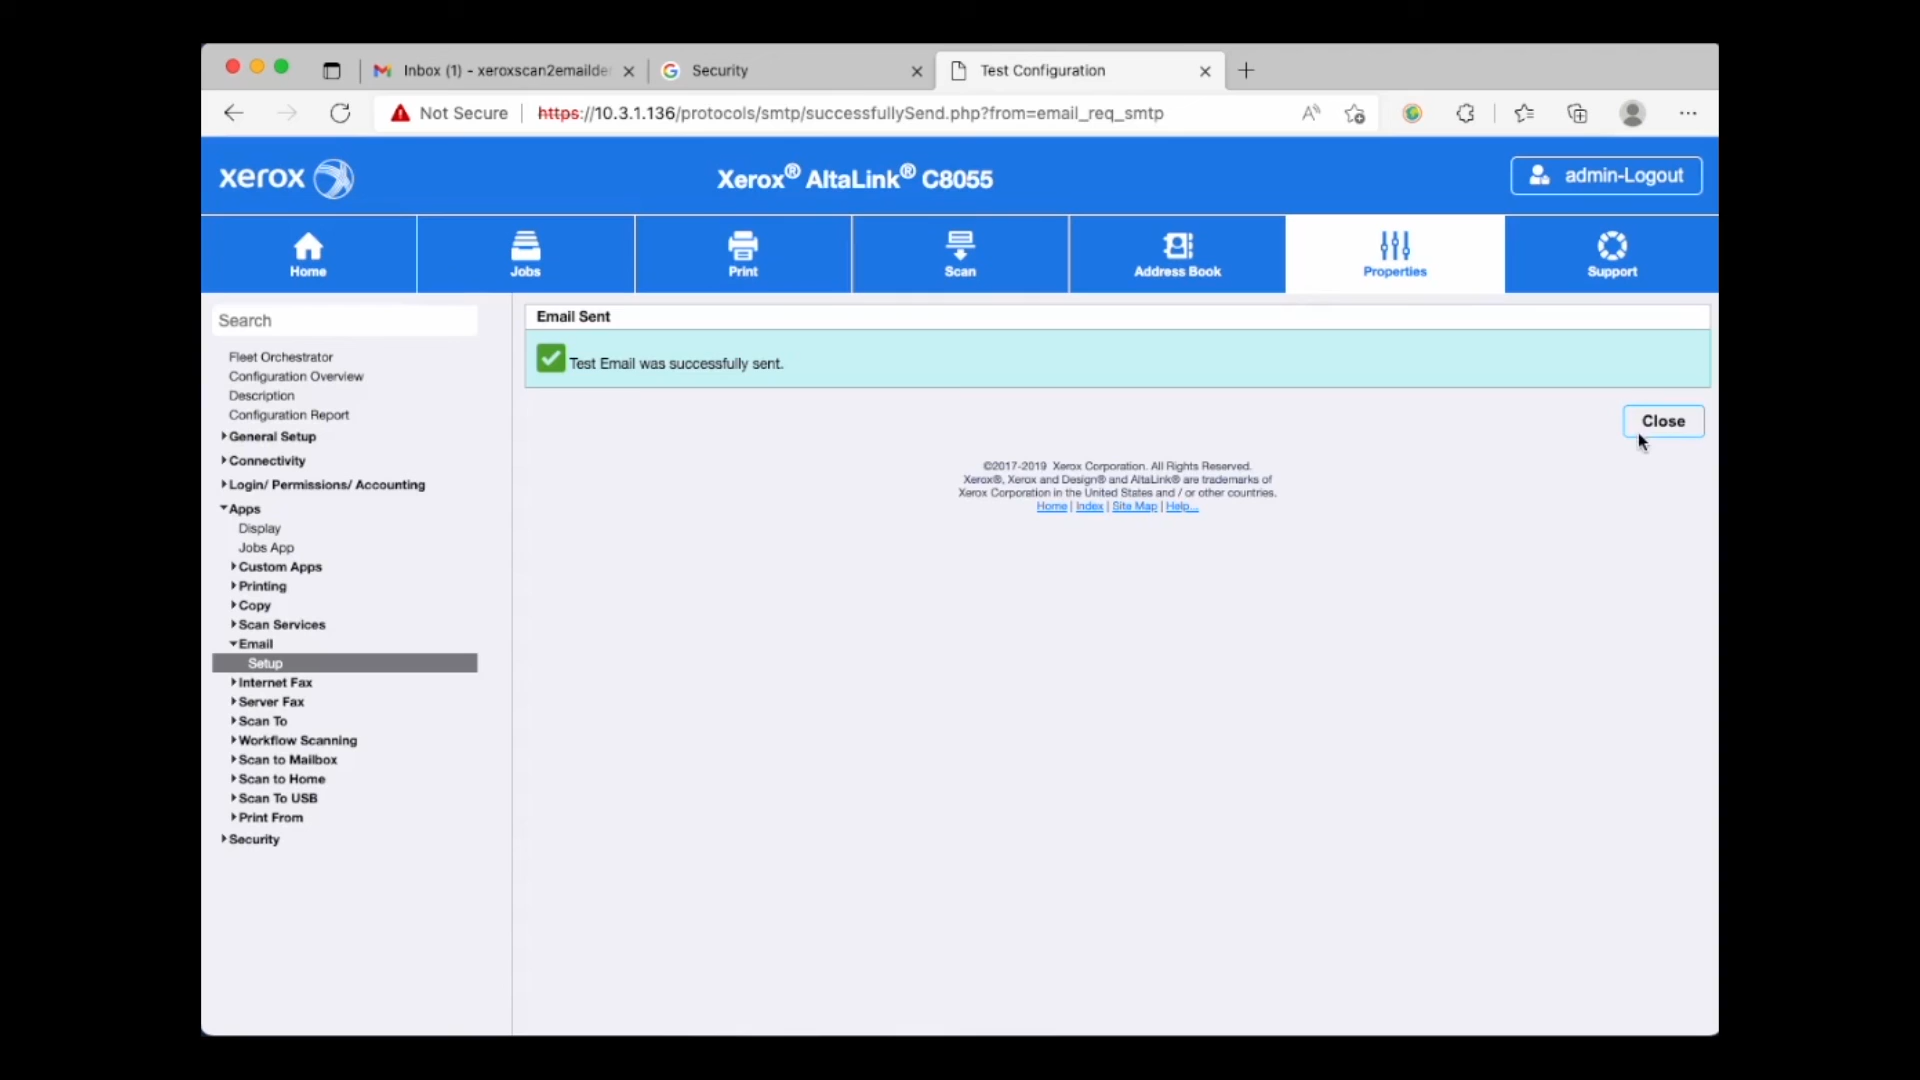 Inbox (1) - xeroxscan2emailde
Security
Test Configuration
Not Secure
https://10.3.1.136/protocols/smtp/successfullySend.php?from=email_req_smtp
xerox
Xerox® AltaLink® C8055
admin-Logout
Home
Jobs
Print
Scan
Address Book
Properties
Support
Search
Fleet Orchestrator
Configuration Overview
Description
Configuration Report
General Setup
Connectivity
Login/ Permissions/ Accounting
Apps
Display
Jobs App
Custom Apps
Printing
Copy
Scan Services
Email
Setup
Internet Fax
Server Fax
Scan To
Workflow Scanning
Scan to Mailbox
Scan to Home
Scan To USB
Print From
Security
Email Sent
Test Email was successfully sent.
Close
©2017-2019 Xerox Corporation. All Rights Reserved.
Xerox®, Xerox and Design® and AltaLink® are trademarks of
Xerox Corporation in the United States and / or other countries.
Home | Index | Site Map | Help...